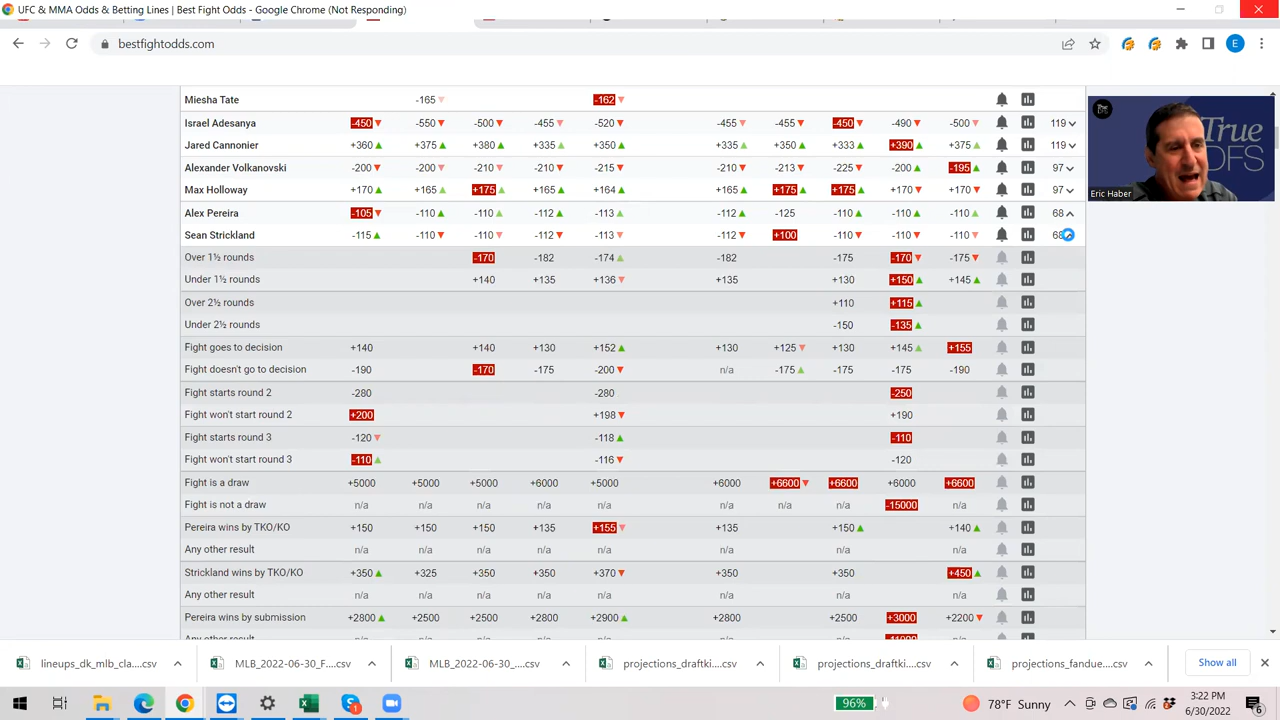 UFC & MMA Odds & Betting Lines | Best Fight Odds - Google Chrome (Not Responding)
bestfightodds.com
E
Miesha Tate -165 -162
Israel Adesanya -450 -550 -500 -455 -520 -455 -455 -450 -490 -500 119
Jared Cannonier +360 +375 +380 +360 +350 +335 +350 +333 +390 +375 119
Alexander Volkanovski -200 -200 -210 -210 -215 -210 -213 -225 -200 -195 97
Max Holloway +170 +165 +175 +165 +164 +165 +175 +175 +170 +170 97
Alex Pereira -105 -110 -110 -112 -113 -112 -125 -110 -110 -110 68
Sean Strickland -115 -110 -110 -112 -113 -112 +100 -110 -110 -110 68
Over 1½ rounds -170 -182 -174 -182 -175 -170 -175
Under 1½ rounds +140 +135 +136 +135 +130 +150 +145
Over 2½ rounds +110 +115
Under 2½ rounds -150 -135
Fight goes to decision +140 +140 +130 +152 +130 +125 +130 +145 +155
Fight doesn't go to decision -190 -170 -175 -200 n/a -175 -175 -175 -190
Fight starts round 2 -280 -280 -250
Fight won't start round 2 +200 +198 +190
Fight starts round 3 -120 -118 -110
Fight won't start round 3 -110 -116 -120
Fight is a draw +5000 +5000 +5000 +6000 +5000 +6000 +6600 +6600 +6000 +6600
Fight is not a draw n/a n/a n/a n/a n/a n/a n/a n/a -15000 n/a
Pereira wins by TKO/KO +150 +150 +150 +135 +155 +135 +150 +140
Any other result n/a n/a n/a n/a n/a n/a n/a n/a
Strickland wins by TKO/KO +350 +325 +350 +350 +370 +350 +350 +450
Any other result n/a n/a n/a n/a n/a n/a n/a n/a
Pereira wins by submission +2800 +2500 +2500 +2800 +2900 +2800 +2500 +3000 +2200
Any other result n/a n/a n/a n/a n/a n/a n/a -11000 n/a
True
DFS
Eric Haber
lineups_dk_mlb_cla....csv MLB_2022-06-30_F....csv MLB_2022-06-30_....csv projections_draftki....csv projections_draftki....csv projections_fandue....csv Show all
96% 78°F Sunny 3:22 PM
6/30/2022 6